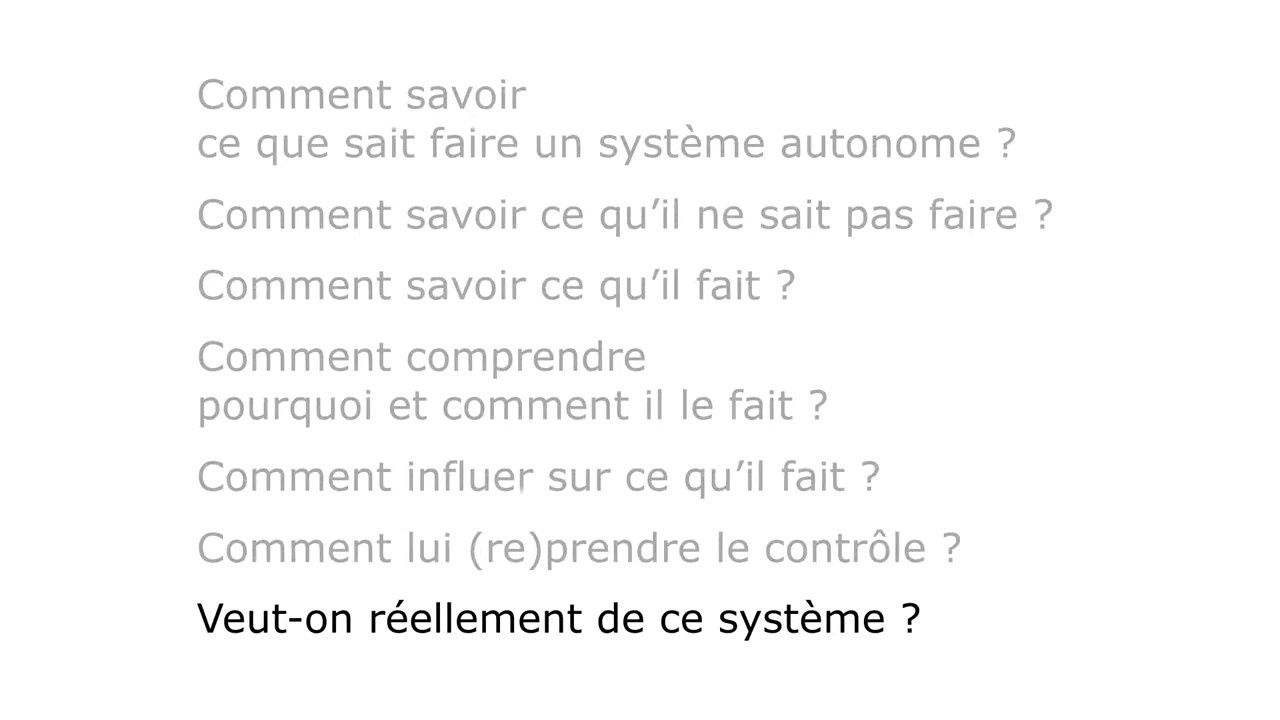 Comment savoir
ce que sait faire un système autonome ?
Comment savoir ce qu’il ne sait pas faire ?
Comment savoir ce qu’il fait ?
Comment comprendre
pourquoi et comment il le fait ?
Comment influer sur ce qu’il fait ?
Comment lui (re)prendre le contrôle ?
Veut-on réellement de ce système ?